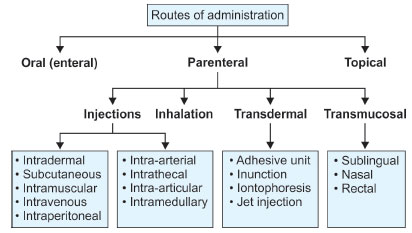 Routes of administration
Oral (enteral)
Parenteral
Topical
Injections
Inhalation
Transdermal
Transmucosal
• Intradermal
• Subcutaneous
• Intramuscular
• Intravenous
• Intraperitoneal
• Intra-arterial
• Intrathecal
• Intra-articular
• Intramedullary
• Adhesive unit
• Inunction
• Iontophoresis
• Jet injection
• Sublingual
• Nasal
• Rectal